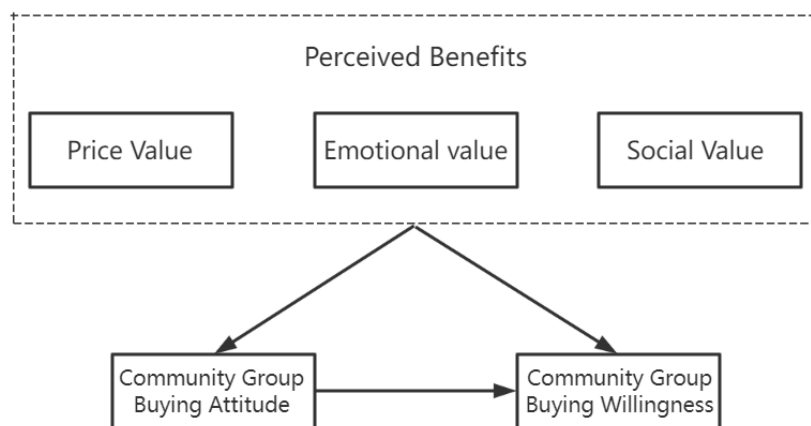 Perceived Benefits
Price Value
Emotional value
Social Value
Community Group
Buying Attitude
Community Group
Buying Willingness